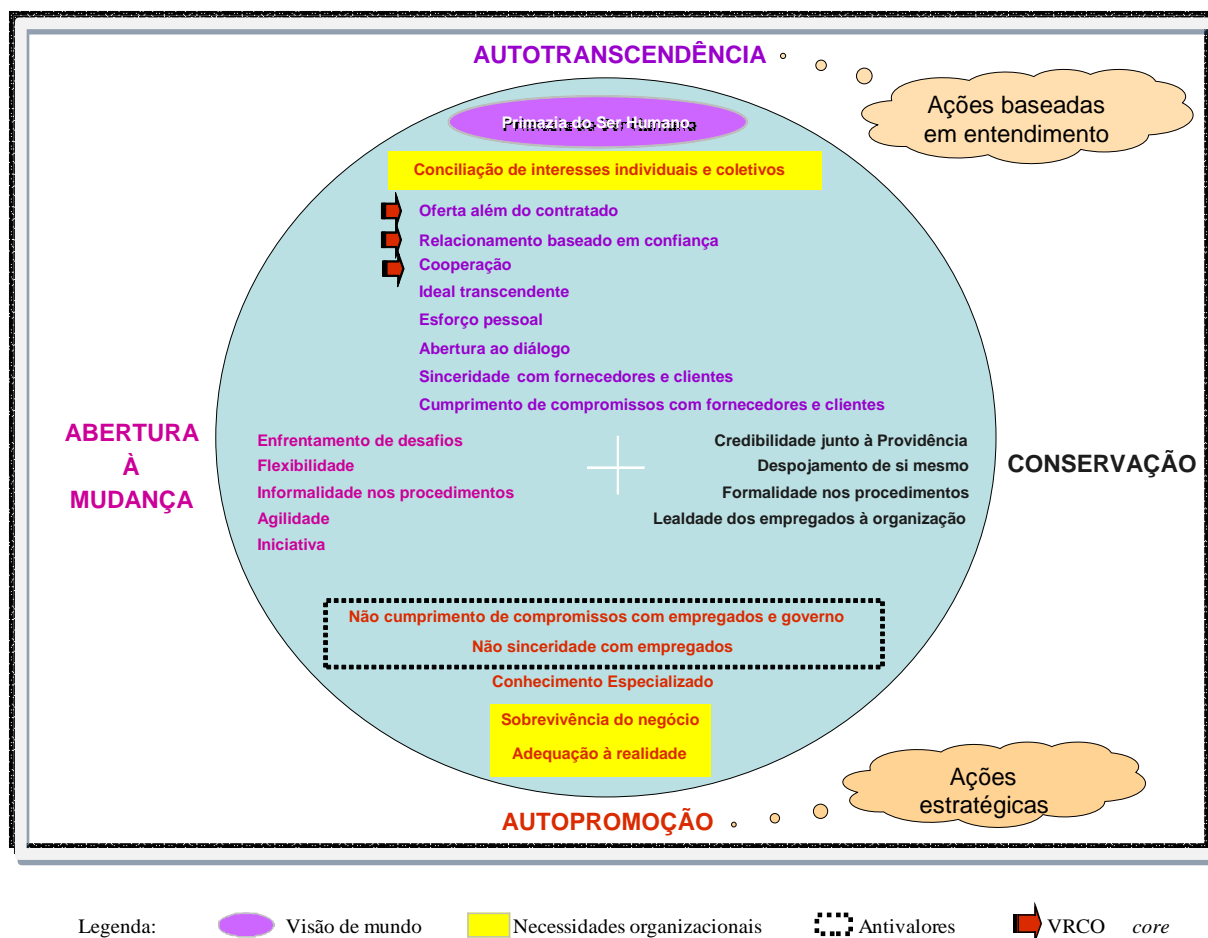 AUTOTRANSCENDÊNCIA
Ações baseadas
em entendimento
Primazia do Ser Humano
Conciliação de interesses individuais e coletivos
Oferta além do contratado
Relacionamento baseado em confiança
Cooperação
Ideal transcendente
Esforço pessoal
Abertura ao diálogo
Sinceridade com fornecedores e clientes
Cumprimento de compromissos com fornecedores e clientes
ABERTURA
À
MUDANÇA
Enfrentamento de desafios
Flexibilidade
Informalidade nos procedimentos
Agilidade
Iniciativa
Credibilidade junto à Providência
Despojamento de si mesmo
Formalidade nos procedimentos
Lealdade dos empregados à organização
CONSERVAÇÃO
Não cumprimento de compromissos com empregados e governo
Não sinceridade com empregados
Conhecimento Especializado
Sobrevivência do negócio
Adequação à realidade
Ações
estratégicas
AUTOPROMOÇÃO
Legenda: Visão de mundo Necessidades organizacionais Antivalores VRCO core